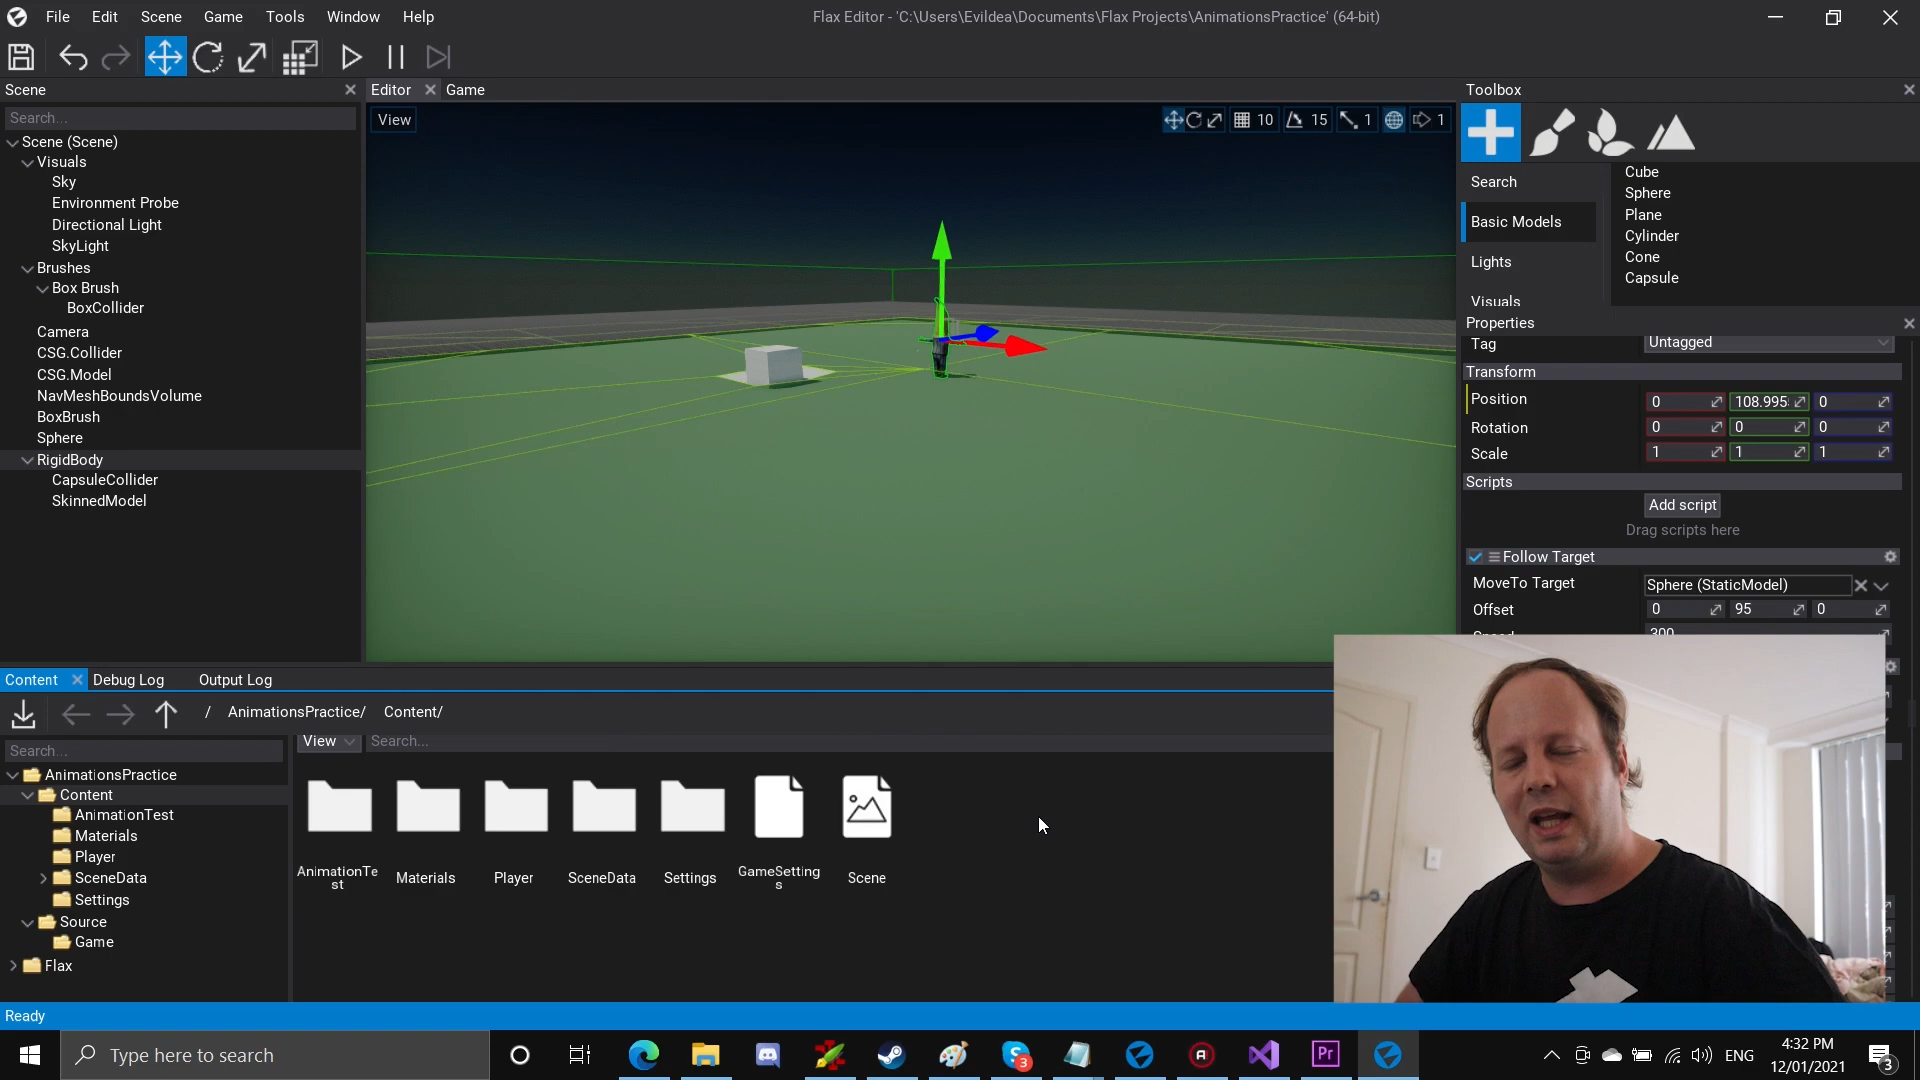 File Edit Scene Game Tools Window Help
Flax Editor - 'C:\Users\Evildea\Documents\Flax Projects\AnimationsPractice' (64-bit)
Scene
Editor
Game
Toolbox
Search...
View
10
15
1
1
Scene (Scene)
Visuals
Sky
Environment Probe
Directional Light
SkyLight
Brushes
Box Brush
BoxCollider
Camera
CSG.Collider
CSG.Model
NavMeshBoundsVolume
BoxBrush
Sphere
RigidBody
CapsuleCollider
SkinnedModel
Search
Basic Models
Lights
Visuals
Cube
Sphere
Plane
Cylinder
Cone
Capsule
Properties
Tag Untagged
Transform
Position 0 108.995 0
Rotation 0 0 0
Scale 1 1 1
Scripts
Add script
Drag scripts here
Follow Target
MoveTo Target Sphere (StaticModel)
Offset 0 95 0
Speed 300
Content
Debug Log
Output Log
/ AnimationsPractice/ Content/
Search...
View
Search...
AnimationsPractice
Content
AnimationTest
Materials
Player
SceneData
Settings
Source
Game
Flax
AnimationTe
st
Materials
Player
SceneData
Settings
GameSetting
s
Scene
Ready
Type here to search
3
Pr
ENG
4:32 PM
12/01/2021
3